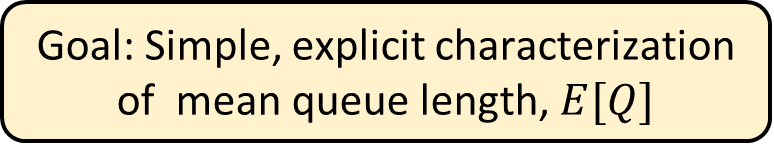 Goal: Simple, explicit characterization
of mean queue length, E[Q]